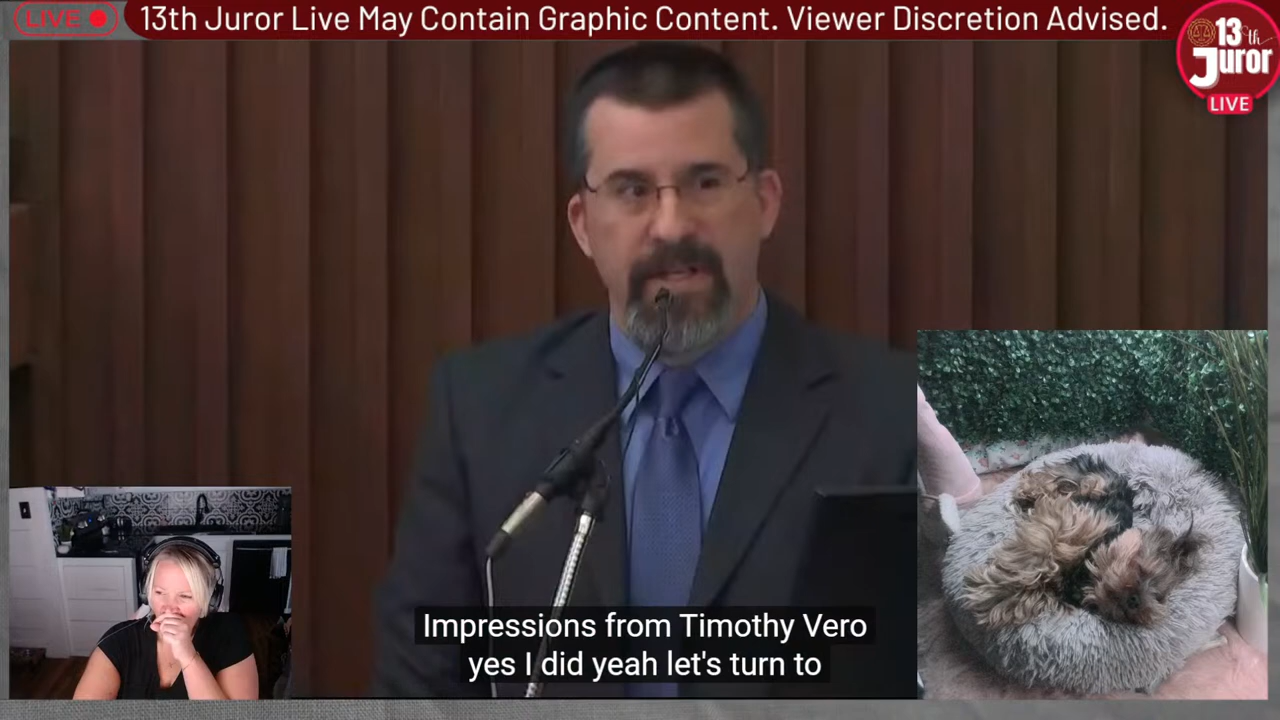 LIVE
13th Juror Live May Contain Graphic Content. Viewer Discretion Advised.
13th
Juror
LIVE
Impressions from Timothy Vero
yes I did yeah let's turn to